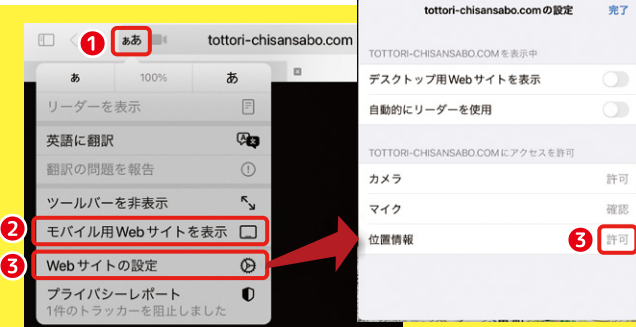 tottori-chisansabo.comの設定 完了
1 ぁあ tottori-chisansabo.com
あ 100% あ
リーダーを表示
英語に翻訳
翻訳の問題を報告
ツールバーを非表示
2 モバイル用Webサイトを表示
3 Webサイトの設定
プライバシーレポート
1件のトラッカーを阻止しました
TOTTORI-CHISANSABO.COMを表示中
デスクトップ用Webサイトを表示
自動的にリーダーを使用
TOTTORI-CHISANSABO.COMにアクセスを許可
カメラ 許可
マイク 確認
位置情報 3 許可